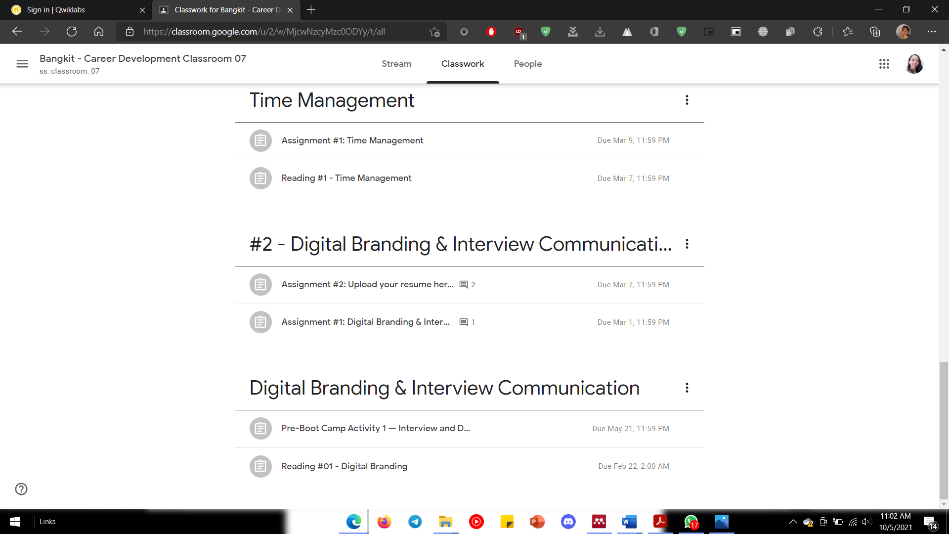 Sign in | Qwiklabs
Classwork for Bangkit - Career D
https://classroom.google.com/u/2/w/MjcwNzcyMzc0ODYy/t/all
1
Bangkit - Career Development Classroom 07
ss_classroom_07
Stream
Classwork
People
Time Management
Assignment #1: Time Management
Due Mar 9, 11:59 PM
Reading #1 - Time Management
Due Mar 7, 11:59 PM
#2 - Digital Branding & Interview Communicati...
Assignment #2: Upload your resume her...
2
Due Mar 7, 11:59 PM
Assignment #1: Digital Branding & Inter...
1
Due Mar 1, 11:59 PM
Digital Branding & Interview Communication
Pre-Boot Camp Activity 1 — Interview and D...
Due May 21, 11:59 PM
Reading #01 - Digital Branding
Due Feb 22, 2:00 AM
Links
17
11:02 AM
10/5/2021
14